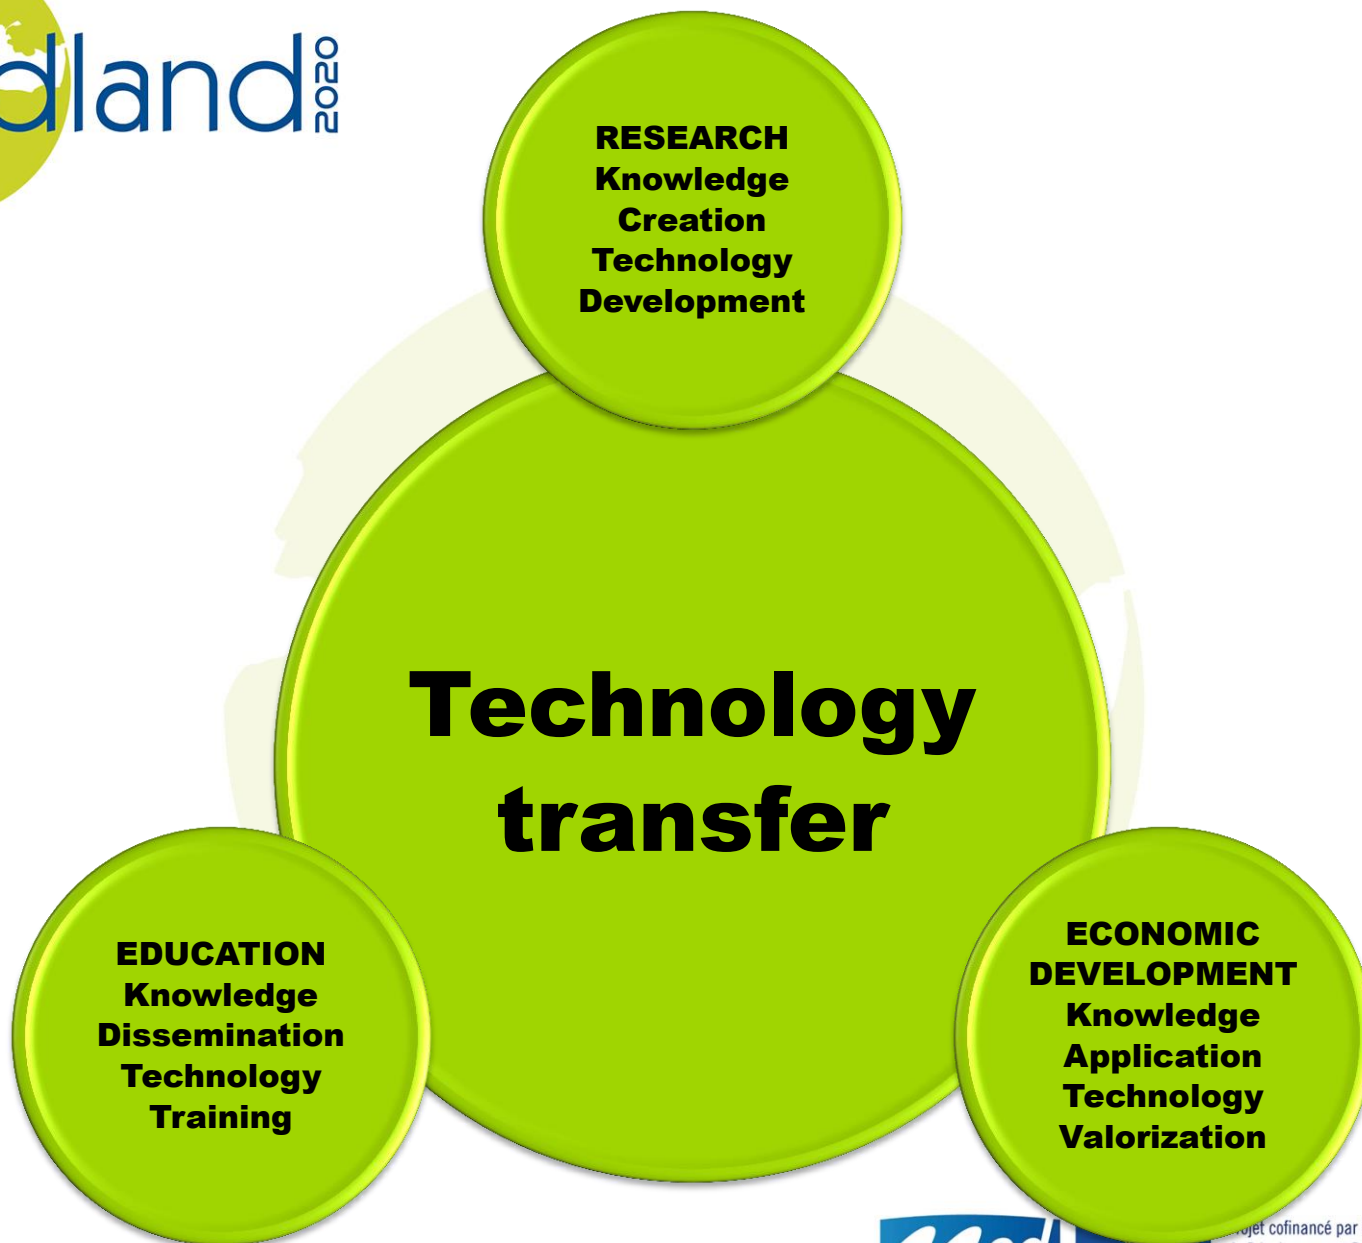 dland 2020
RESEARCH
Knowledge
Creation
Technology
Development
Technology
transfer
EDUCATION
Knowledge
Dissemination
Technology
Training
ECONOMIC
DEVELOPMENT
Knowledge
Application
Technology
Valorization
cofinancé par